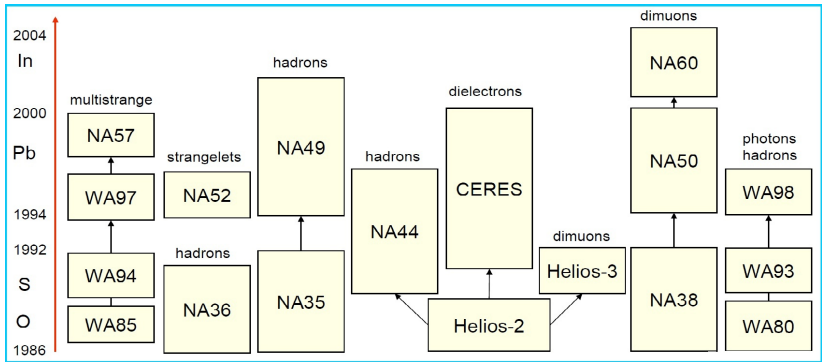 2004
In
2000
Pb
1994
1992
S
O
1986
multistrange
NA57
WA97
WA94
WA85
strangelets
NA52
hadrons
NA36
hadrons
NA49
NA35
hadrons
NA44
dielectrons
CERES
Helios-2
dimuons
Helios-3
dimuons
NA60
NA50
NA38
photons
hadrons
WA98
WA93
WA80